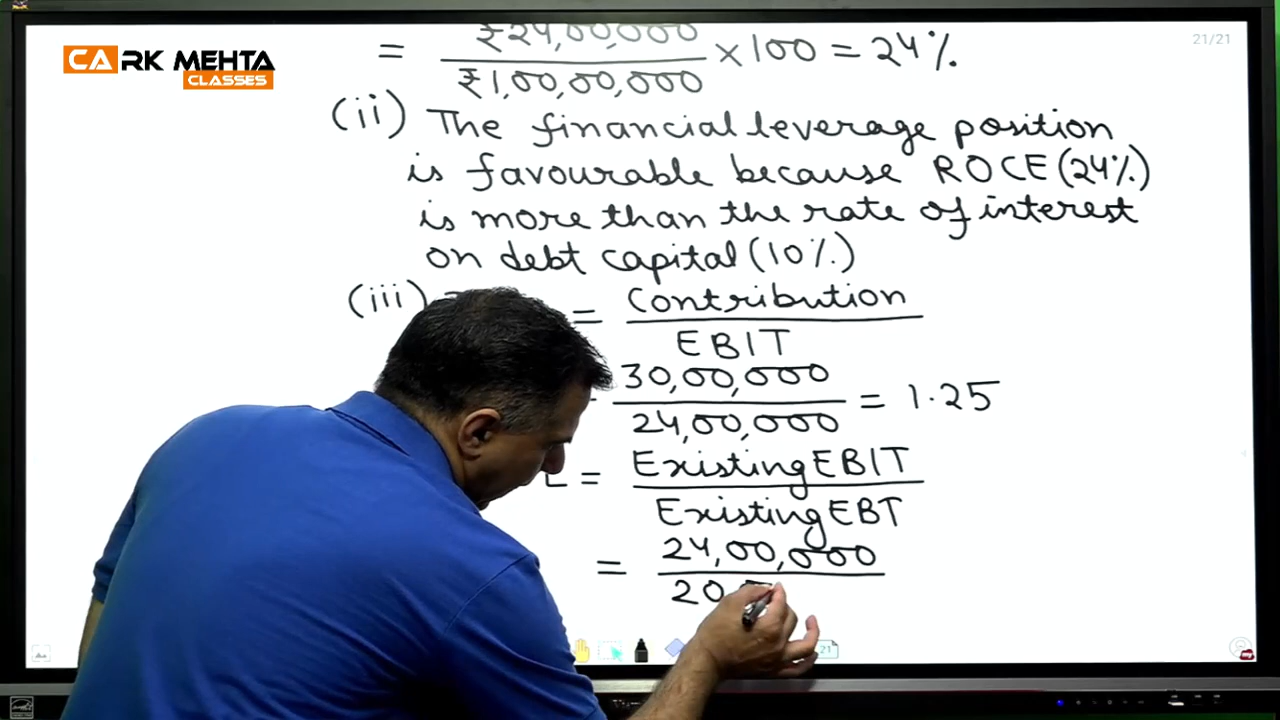 CARK MEHTA
CLASSES
21/21
= ₹24,00,000 / ₹1,00,00,000 × 100 = 24%
(ii) The financial leverage position
is favourable because ROCE (24%)
is more than the rate of interest
on debt capital (10%)
(iii) = Contribution / EBIT
30,00,000 / 24,00,000 = 1.25
L = Existing EBIT / Existing EBT
= 24,00,000 / 20
21